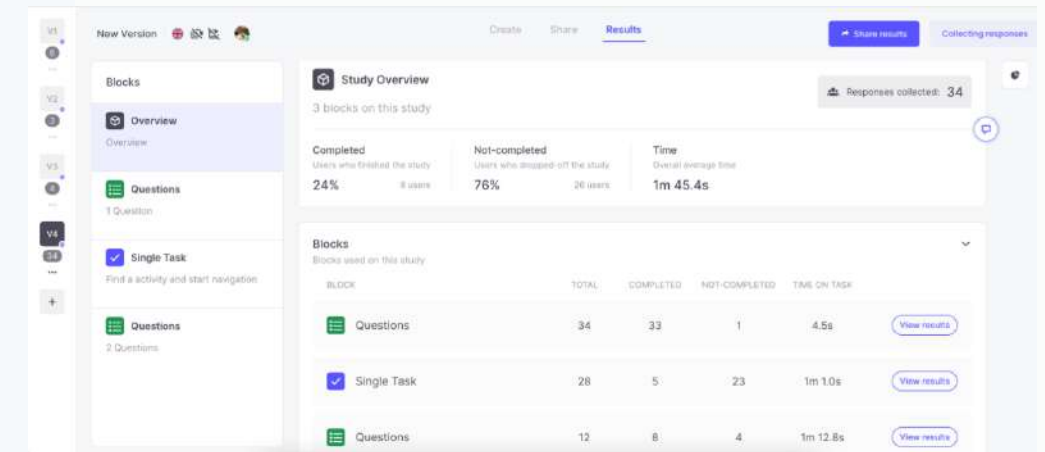 V1
6
V2
3
V3
4
V4
34
+
New Version
Create Share Results
Share results
Collecting responses
Blocks
Overview
Overview
Questions
1 Question
Single Task
Find a activity and start navigation
Questions
2 Questions
Study Overview
3 blocks on this study
Responses collected: 34
Completed
Users who finished the study
24% 8 users
Not-completed
Users who dropped off the study
76% 26 users
Time
Overall average time
1m 45.4s
Blocks
Blocks used on this study
BLOCK TOTAL COMPLETED NOT-COMPLETED TIME ON TASK
Questions 34 33 1 4.5s View results
Single Task 28 5 23 1m 1.0s View results
Questions 12 8 4 1m 12.8s View results